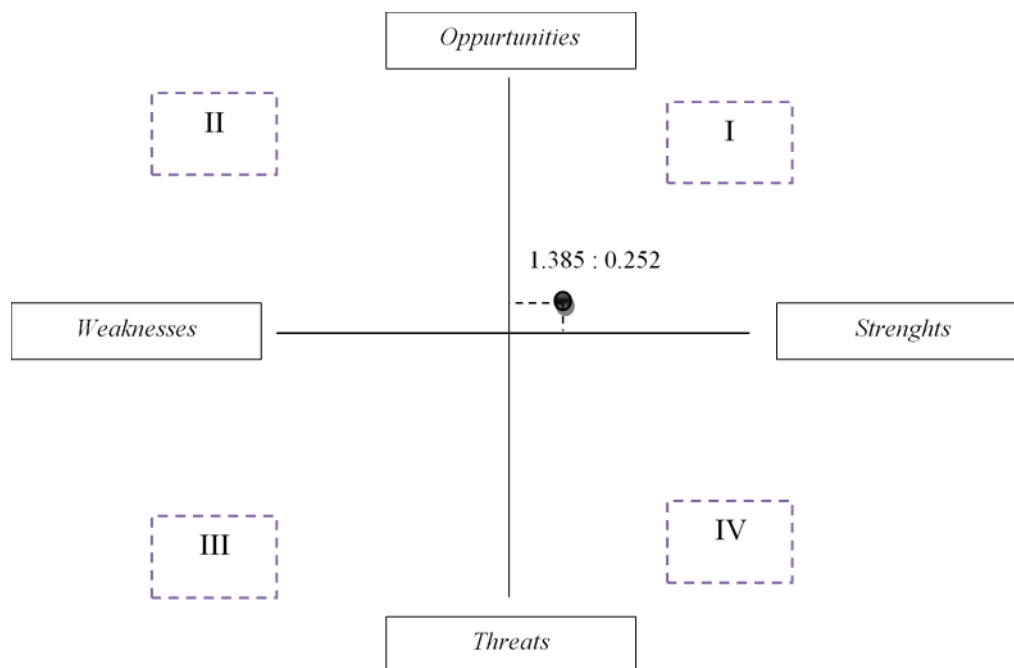 Oppurtunities
II
I
1.385 : 0.252
Weaknesses
Strenghts
III
IV
Threats